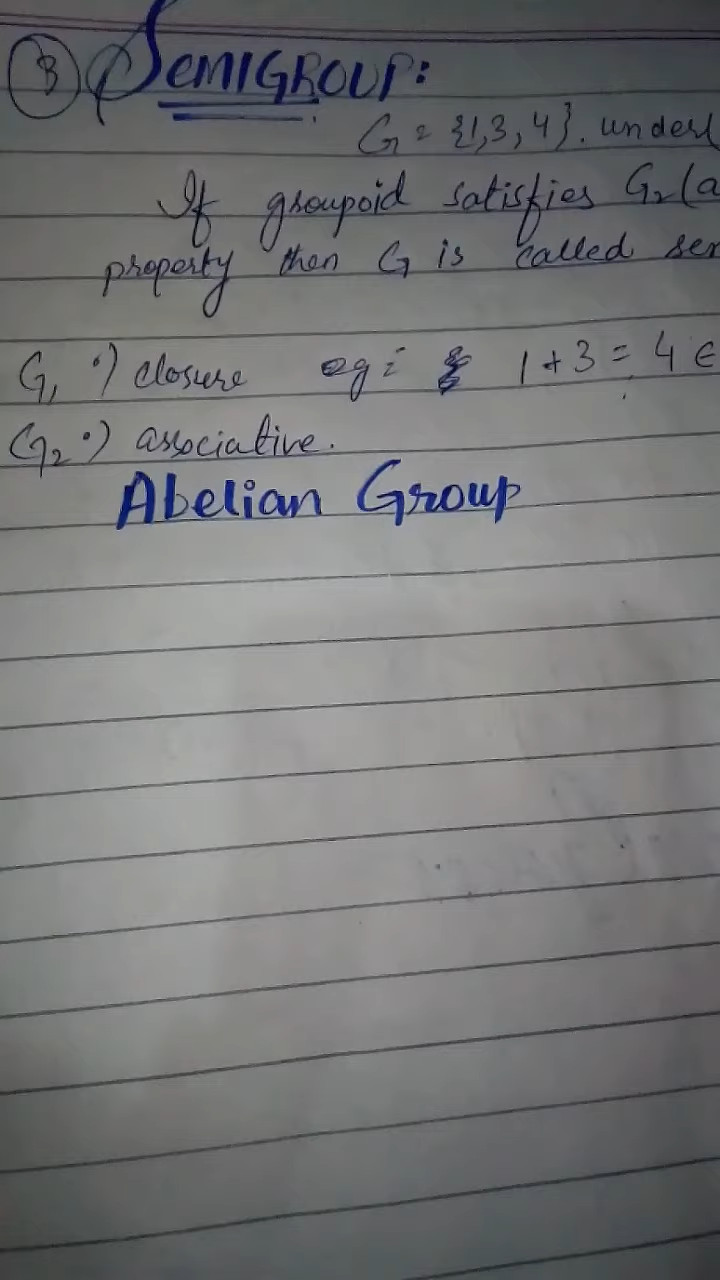 3 SEMIGROUP:
G = {1,3,4}. under
If groupoid satisfies G2 (a
property then G is called sem
G1 •) closure eg: 1 + 3 = 4 ∈
G2 •) associative.
Abelian Group